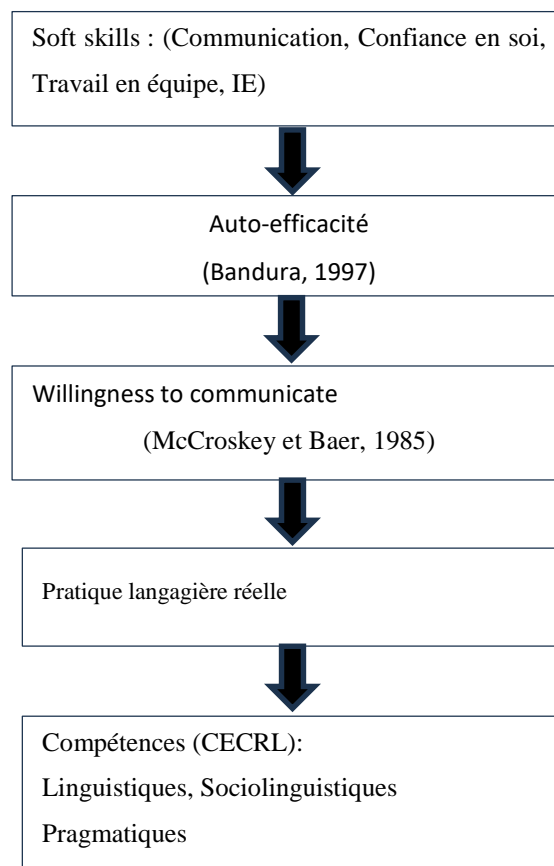 Soft skills : (Communication, Confiance en soi,
Travail en équipe, IE)
Auto-efficacité
(Bandura, 1997)
Willingness to communicate
(McCroskey et Baer, 1985)
Pratique langagière réelle
Compétences (CECRL):
Linguistiques, Sociolinguistiques
Pragmatiques